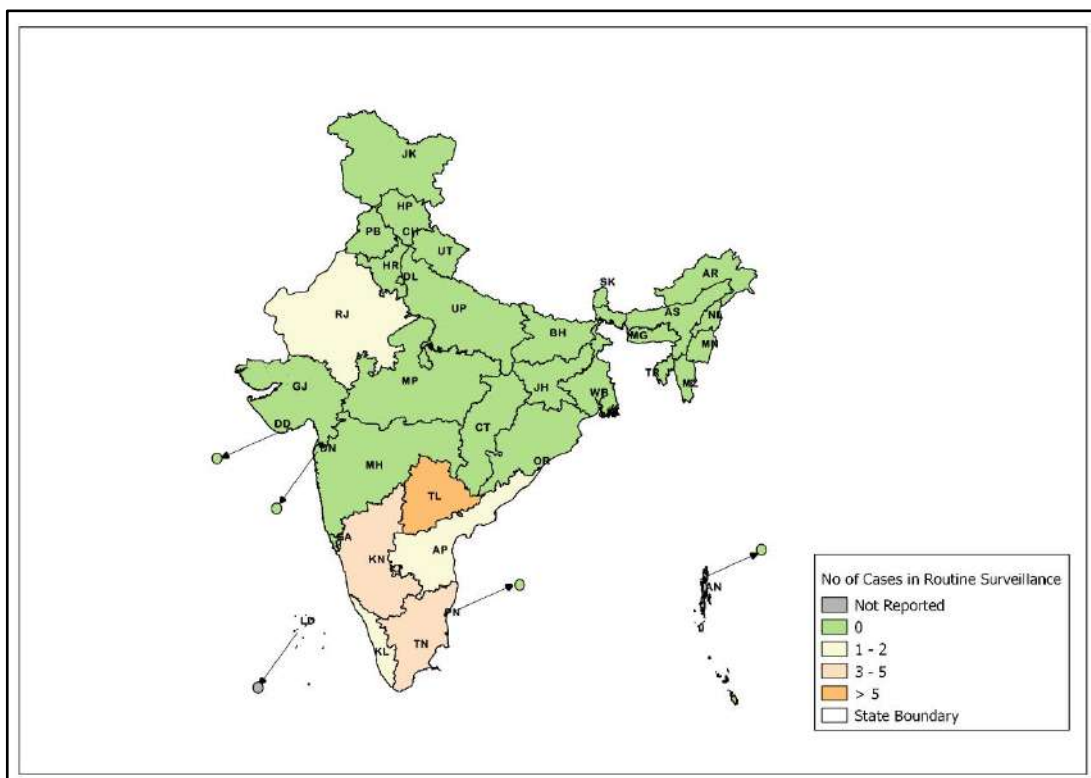 JK
HP
PB
CH
UT
HR
DL
AR
SK
RJ
UP
AS
NL
BH
MG
MN
GJ
MP
JH
TR
MZ
WB
CT
DD
DN
MH
OR
TL
GA
KN
AP
AN
PN
LD
TN
KL
No of Cases in Routine Surveillance
Not Reported
0
1 - 2
3 - 5
> 5
State Boundary